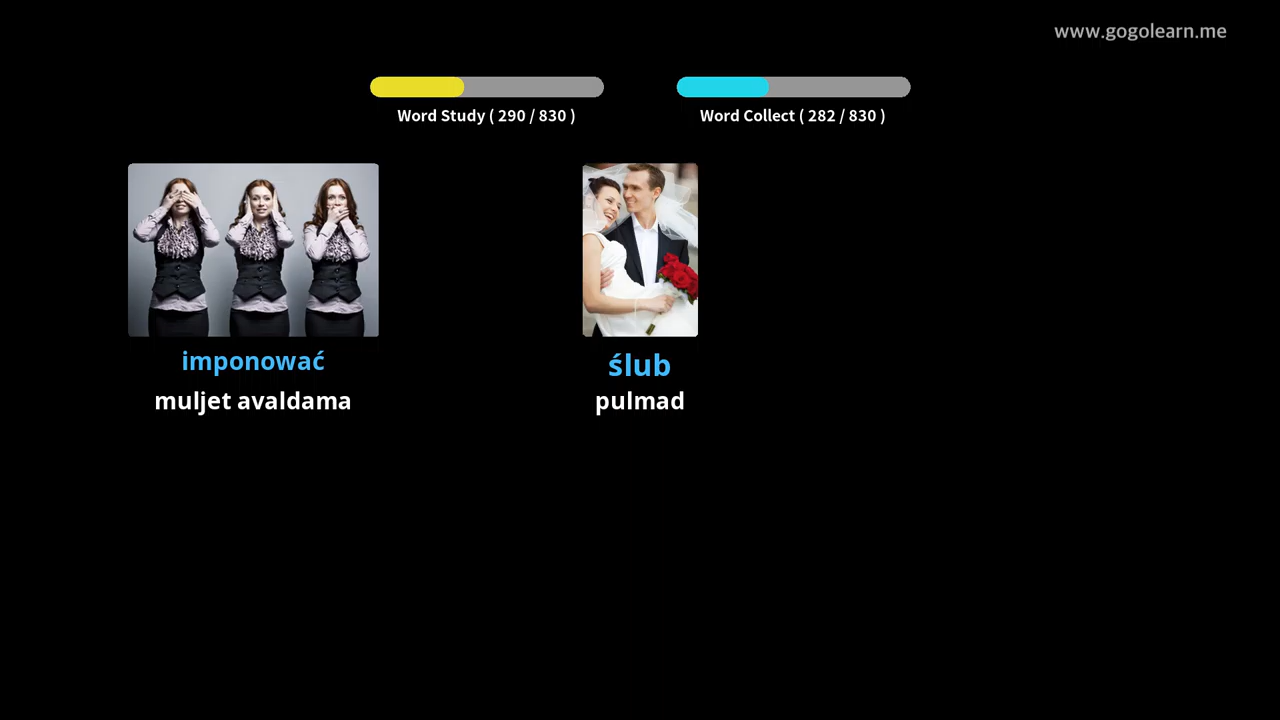 www.gogolearn.me
Word Study ( 290 / 830 )
Word Collect ( 282 / 830 )
imponować
muljet avaldama
ślub
pulmad